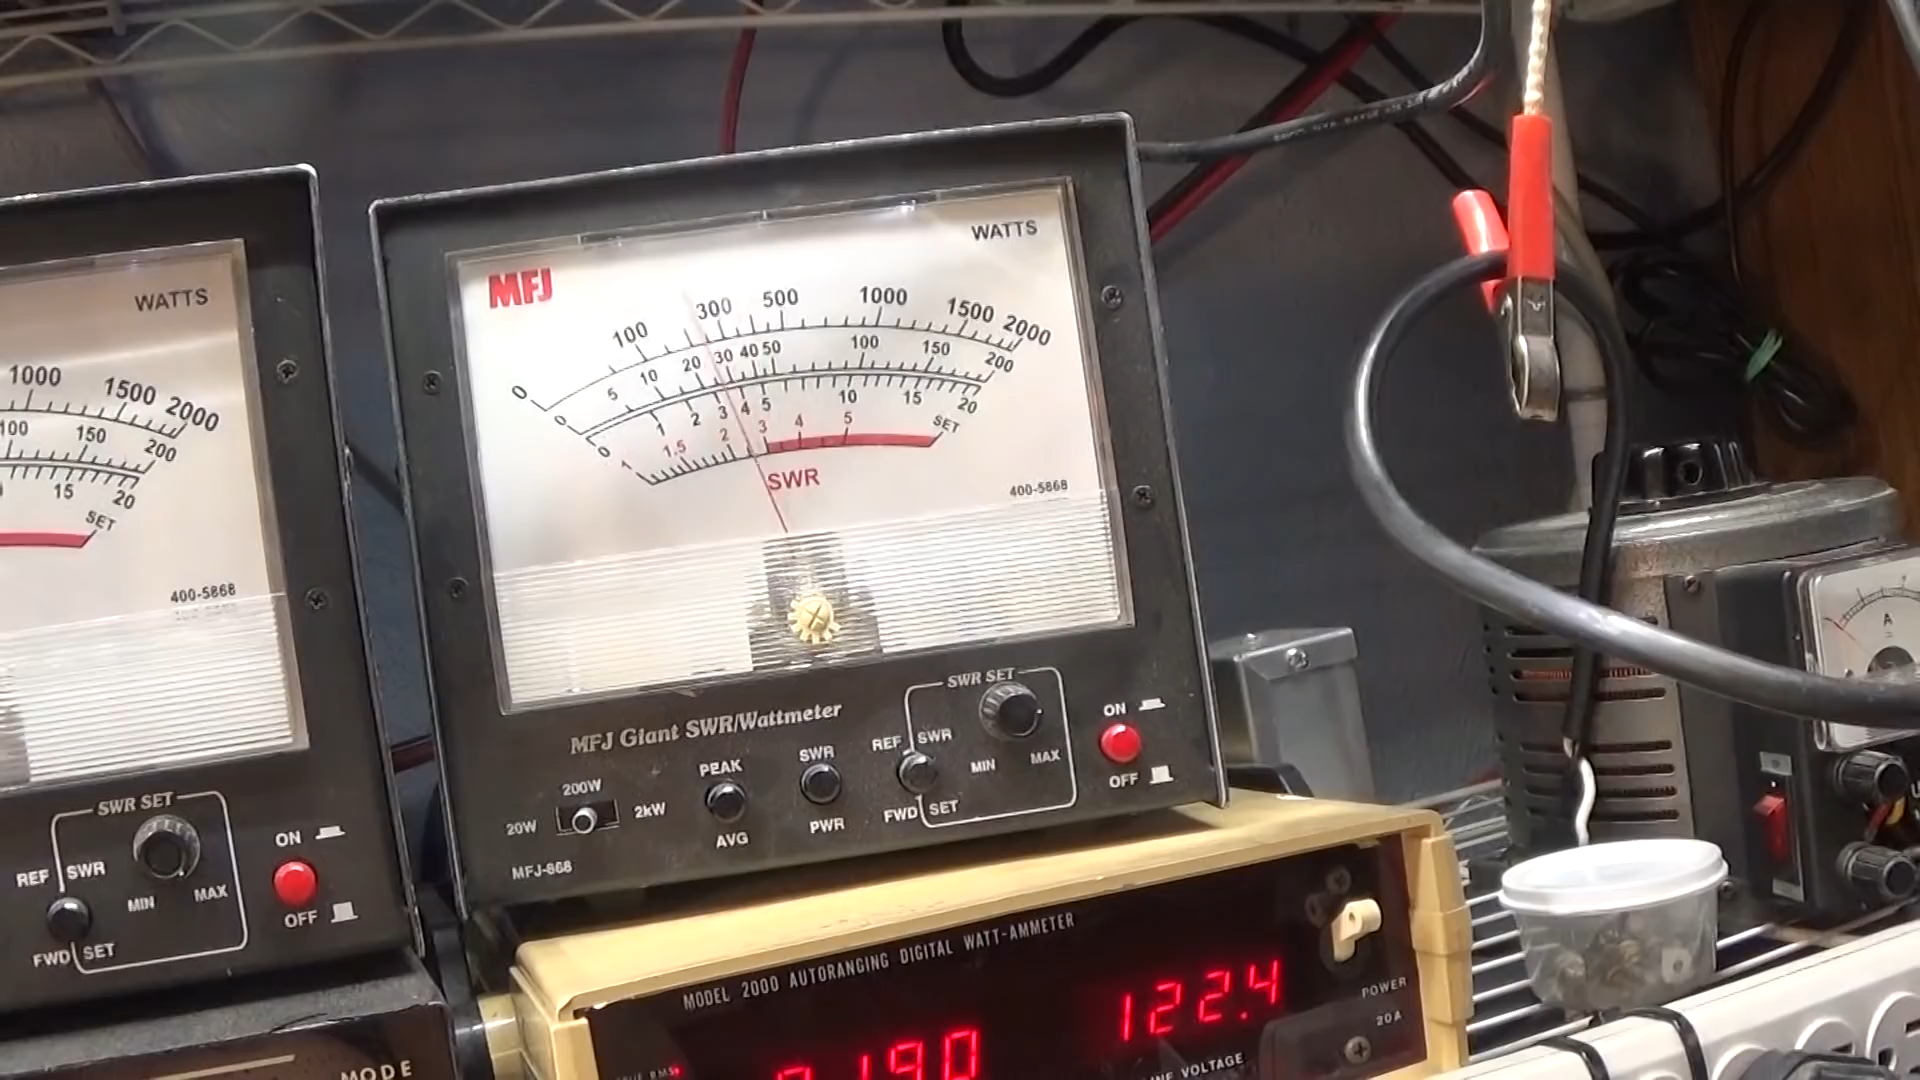 WATTS
1000 1500 2000
100 150 200
15 20
SET
400-5868
SWR SET
REF SWR
MIN MAX
FWD SET
ON
OFF
MODE
MFJ
WATTS
0 100 300 500 1000 1500 2000
0 5 10 20 30 40 50 100 150 200
0 1 2 3 4 5 10 15 20
1 1.5 2 3 4 5 SET
SWR
400-5868
MFJ Giant SWR/Wattmeter
200W
20W 2kW
PEAK
AVG
SWR
PWR
REF SWR
FWD SET
SWR SET
MIN MAX
ON
OFF
MFJ-868
MODEL 2000 AUTORANGING DIGITAL WATT-AMMETER
122.4
LINE VOLTAGE
POWER
20A
A